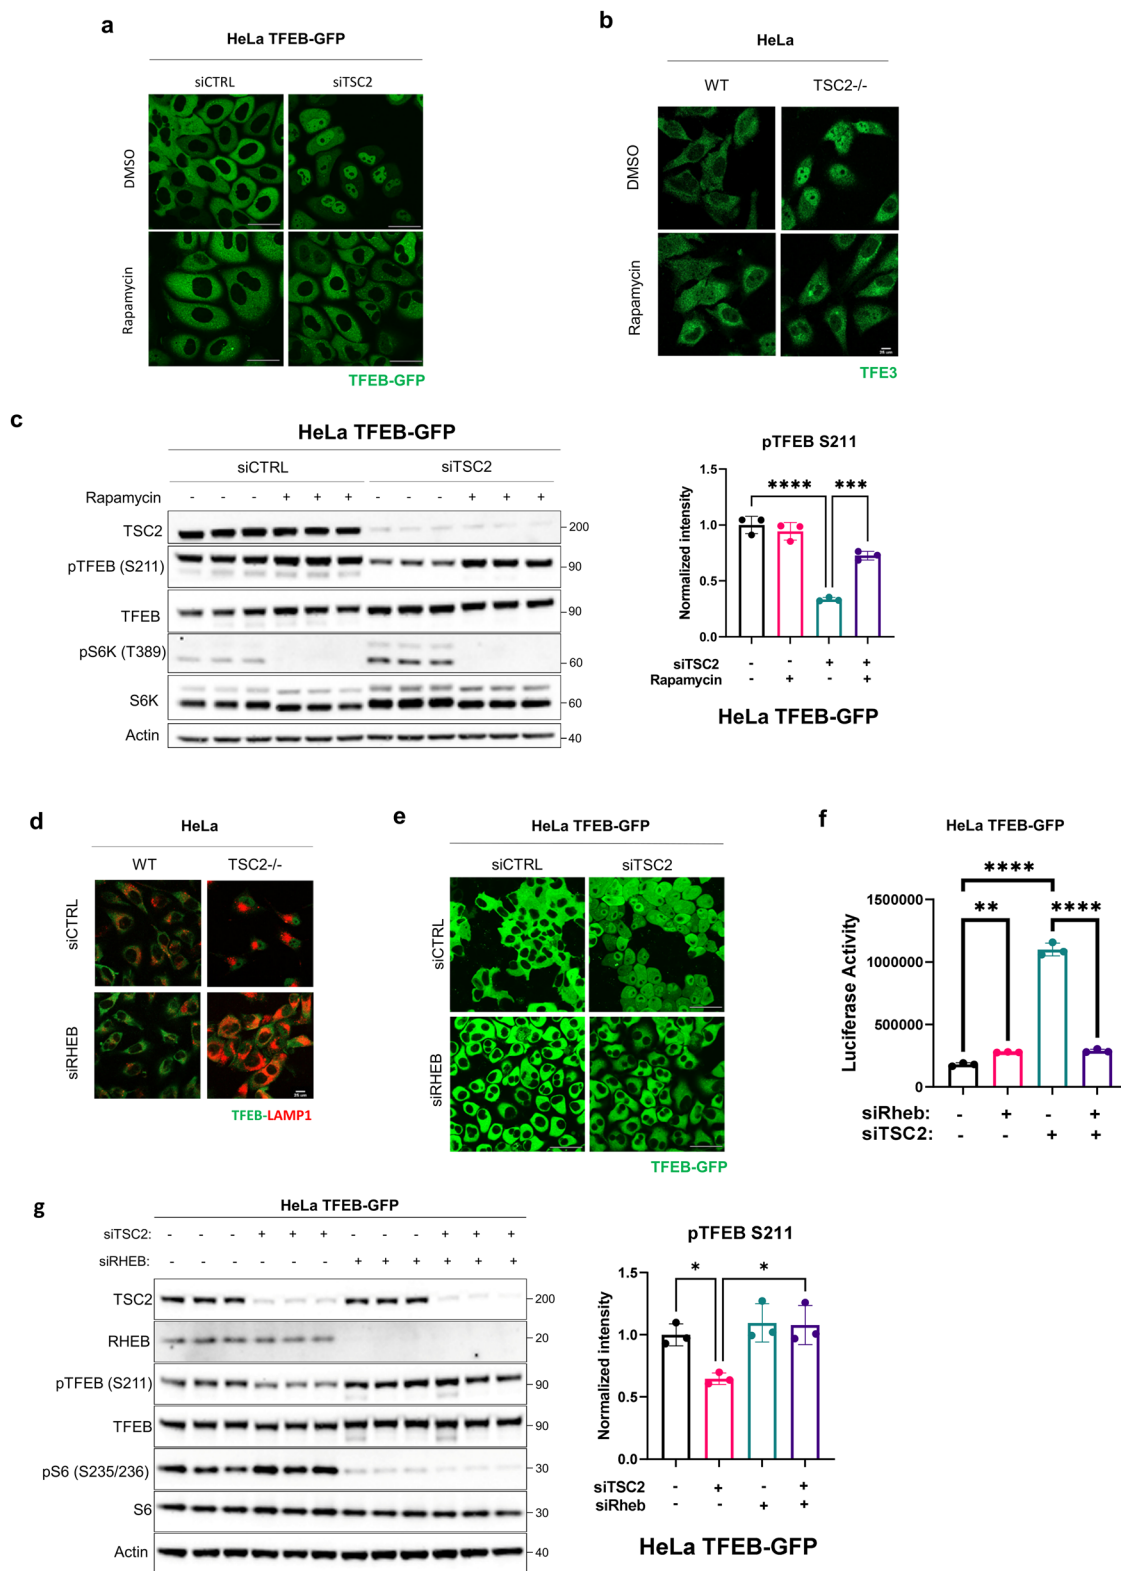 a
HeLa TFEB-GFP
siCTRL siTSC2
DMSO
Rapamycin
TFEB-GFP
b
HeLa
WT TSC2-/-
DMSO
Rapamycin
TFE3
c
HeLa TFEB-GFP
siCTRL siTSC2
Rapamycin - - - + + + - - - + + +
TSC2 200
pTFEB (S211) 90
TFEB 90
pS6K (T389) 60
S6K 60
Actin 40
pTFEB S211
Normalized intensity
1.5
1.0
0.5
0.0
**** ***
siTSC2 - - + +
Rapamycin - + - +
HeLa TFEB-GFP
d
HeLa
WT TSC2-/-
siCTRL
siRHEB
TFEB-LAMP1
e
HeLa TFEB-GFP
siCTRL siTSC2
siCTRL
siRHEB
TFEB-GFP
f
HeLa TFEB-GFP
Luciferase Activity
1500000
1000000
500000
0
****
** ****
siRheb: - + - +
siTSC2: - - + +
g
HeLa TFEB-GFP
siTSC2: - - - + + + - - - + + +
siRHEB: - - - - - - + + + + + +
TSC2 200
RHEB 20
pTFEB (S211) 90
TFEB 90
pS6 (S235/236) 30
S6 30
Actin 40
pTFEB S211
Normalized intensity
1.5
1.0
0.5
0.0
* *
siTSC2 - + - +
siRheb - - + +
HeLa TFEB-GFP